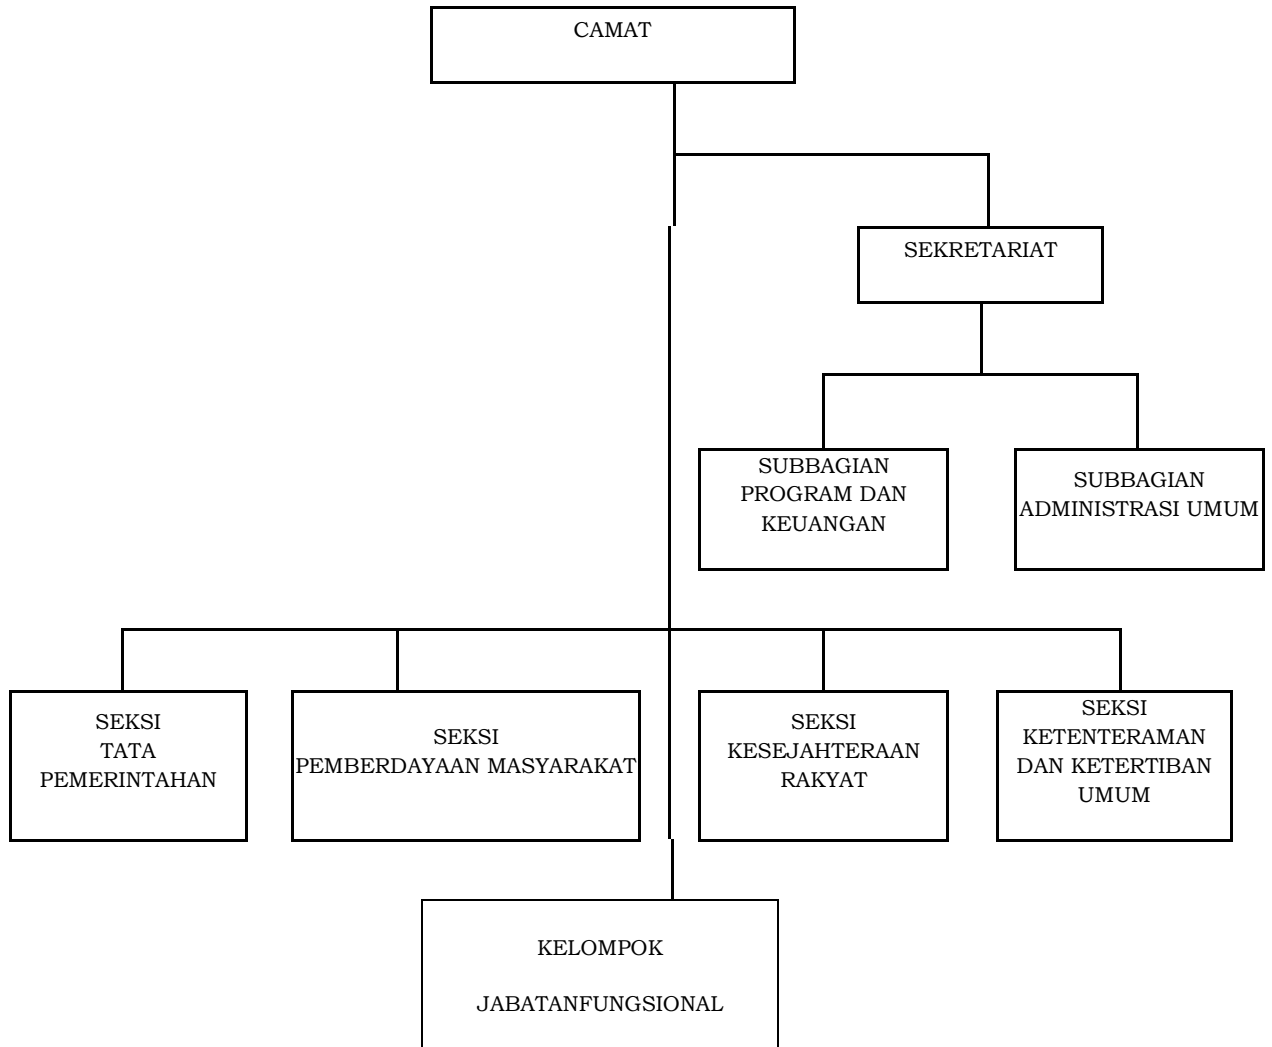 CAMAT
SEKRETARIAT
SUBBAGIAN
PROGRAM DAN
KEUANGAN
SUBBAGIAN
ADMINISTRASI UMUM
SEKSI
TATA
PEMERINTAHAN
SEKSI
PEMBERDAYAAN MASYARAKAT
SEKSI
KESEJAHTERAAN
RAKYAT
SEKSI
KETENTERAMAN
DAN KETERTIBAN
UMUM
KELOMPOK
JABATANFUNGSIONAL